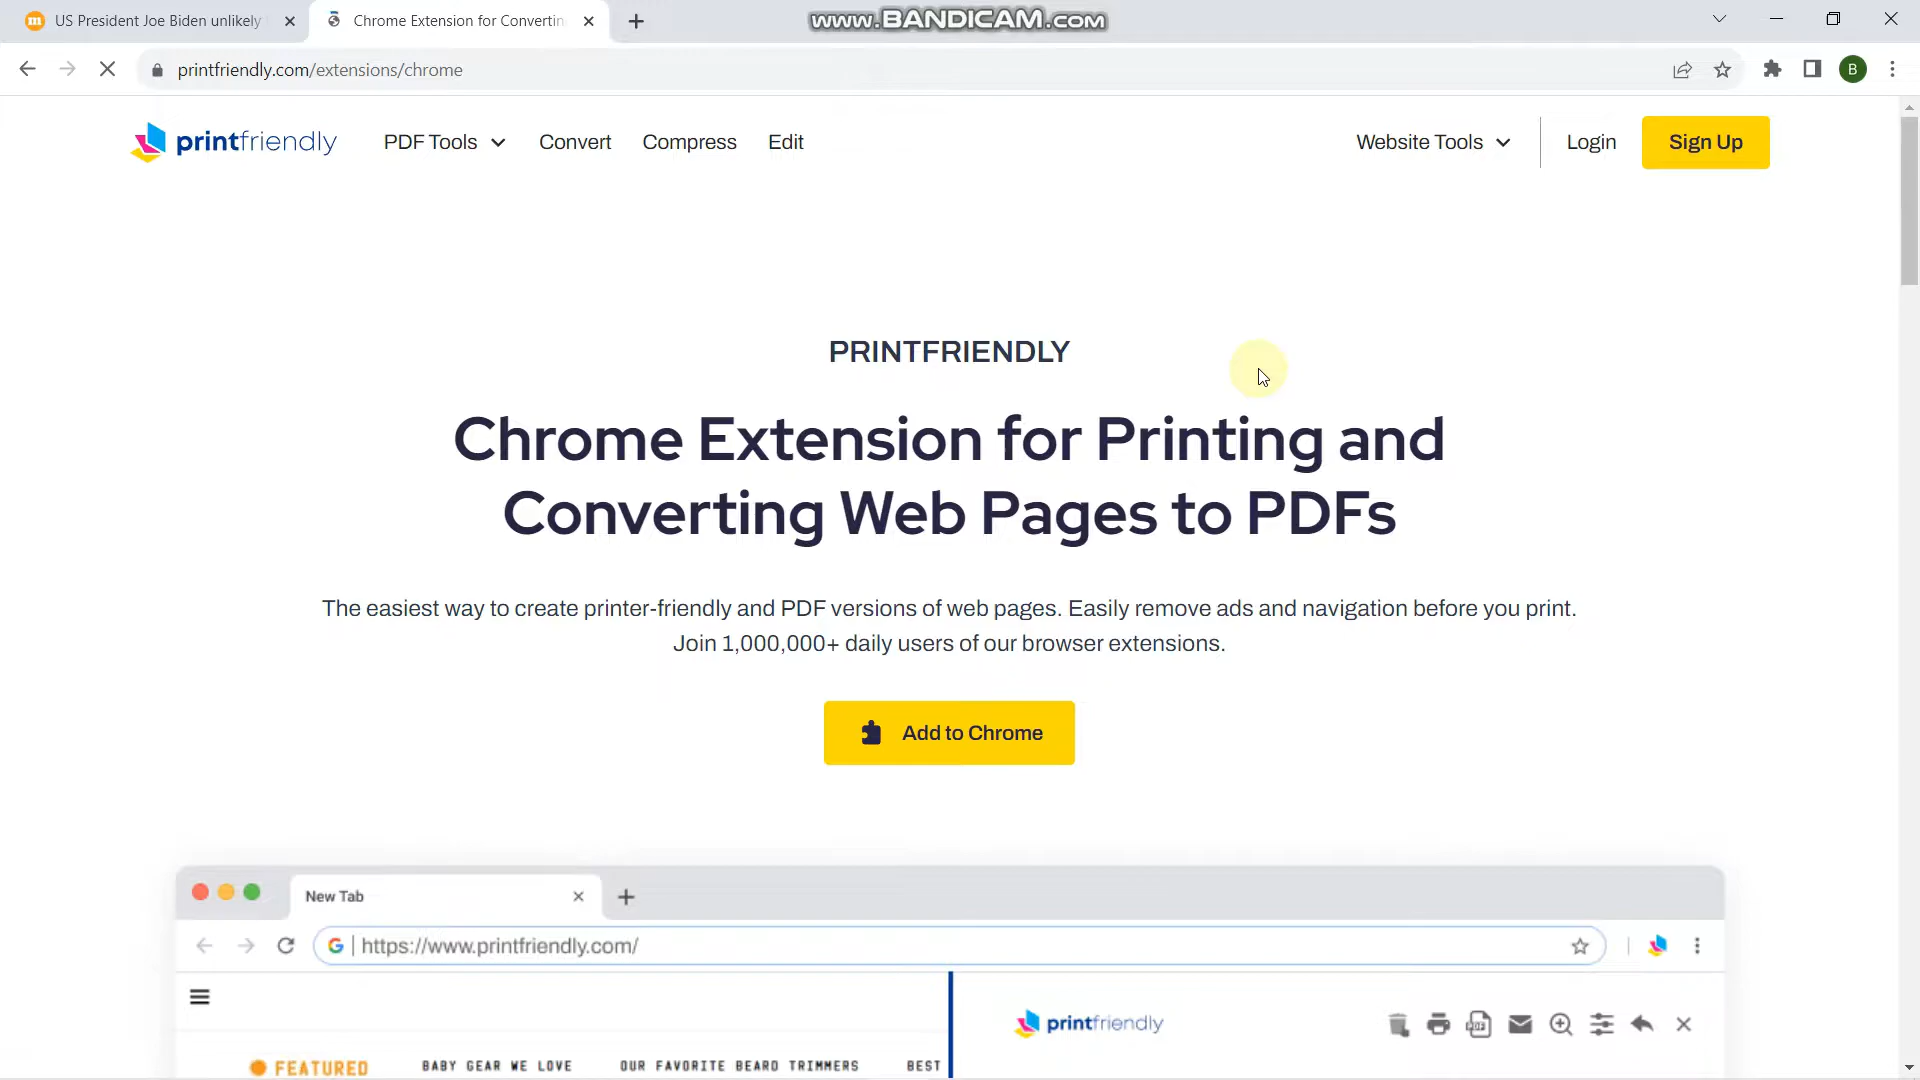 US President Joe Biden unlikely
Chrome Extension for Convertin
www.BANDICAM.com
printfriendly.com/extensions/chrome
B
printfriendly
PDF Tools
Convert
Compress
Edit
Website Tools
Login
Sign Up
PRINTFRIENDLY
Chrome Extension for Printing and
Converting Web Pages to PDFs
The easiest way to create printer-friendly and PDF versions of web pages. Easily remove ads and navigation before you print.
Join 1,000,000+ daily users of our browser extensions.
Add to Chrome
New Tab
https://www.printfriendly.com/
printfriendly
PDF
FEATURED
BABY GEAR WE LOVE
OUR FAVORITE BEARD TRIMMERS
BEST